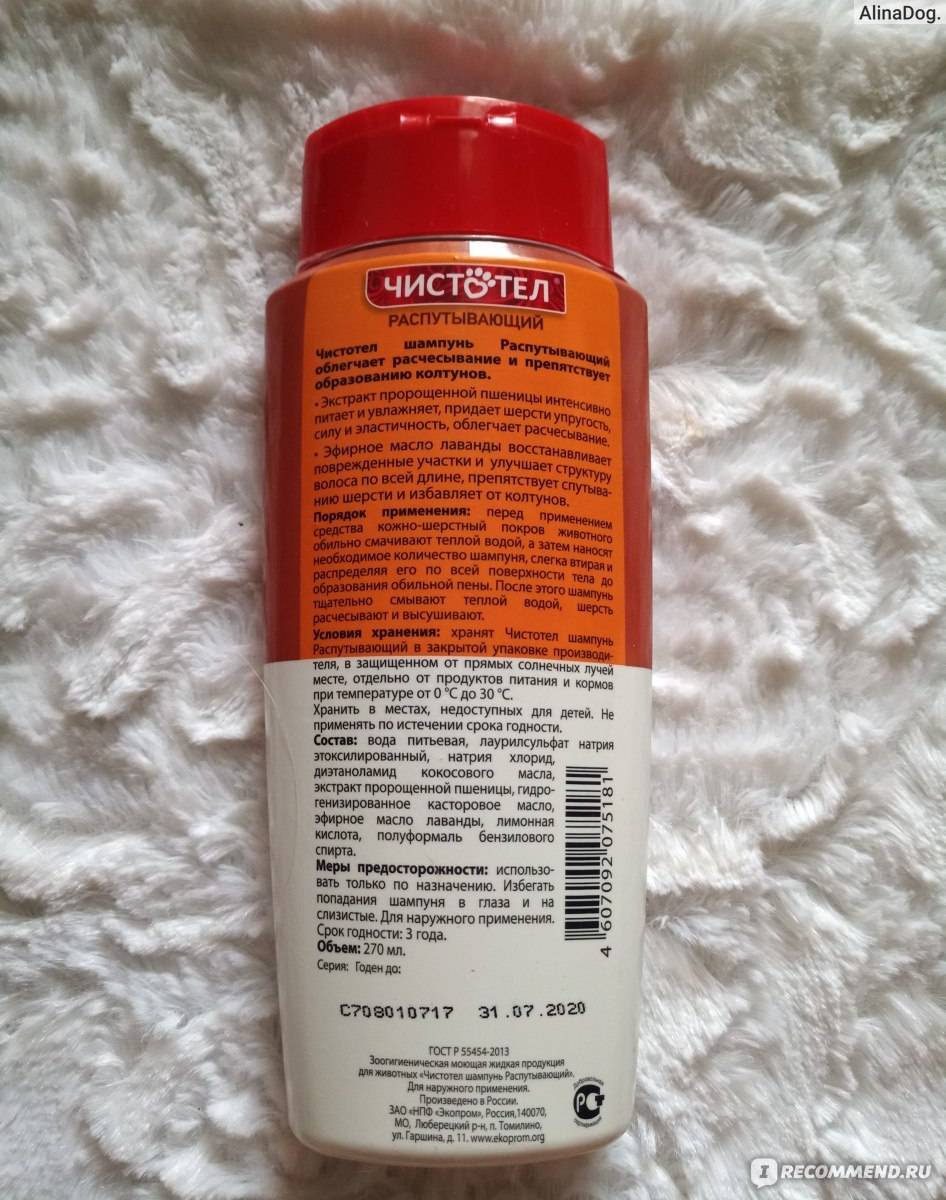 AlinaDog.
ЧИСТОТЕЛ®
РАСПУТЫВАЮЩИЙ
Чистотел шампунь Распутывающий
облегчает расчесывание и препятствует
образованию колтунов.
• Экстракт пророщенной пшеницы интенсивно
питает и увлажняет, придает шерсти упругость,
силу и эластичность, облегчает расчесывание.
• Эфирное масло лаванды восстанавливает
поврежденные участки и улучшает структуру
волоса по всей длине, препятствует спутыва-
нию шерсти и избавляет от колтунов.
Порядок применения: перед применением
средства кожно-шерстный покров животного
обильно смачивают теплой водой, а затем наносят
необходимое количество шампуня, слегка втирая и
распределяя его по всей поверхности тела до
образования обильной пены. После этого шампунь
тщательно смывают теплой водой, шерсть
расчесывают и высушивают.
Условия хранения: хранят Чистотел шампунь
Распутывающий в закрытой упаковке производи-
теля, в защищенном от прямых солнечных лучей
месте, отдельно от продуктов питания и кормов
при температуре от 0 °С до 30 °С.
Хранить в местах, недоступных для детей. Не
применять по истечении срока годности.
Состав: вода питьевая, лаурилсульфат натрия
этоксилированный, натрия хлорид,
диэтаноламид кокосового масла,
экстракт пророщенной пшеницы, гидро-
генизированное касторовое масло,
эфирное масло лаванды, лимонная
кислота, полуформаль бензилового
спирта.
Меры предосторожности: использо-
вать только по назначению. Избегать
попадания шампуня в глаза и на
слизистые. Для наружного применения.
Срок годности: 3 года.
Объем: 270 мл.
Серия: Годен до:
4 607092 075181
C708010717 31.07.2020
ГОСТ Р 55454-2013
Зоогигиеническая моющая жидкая продукция
для животных «Чистотел шампунь Распутывающий».
Для наружного применения.
Произведено в России.
ЗАО «НПФ «Экопром», Россия,140070,
МО, Люберецкий р-н, п. Томилино,
ул. Гаршина, д. 11. www.ekoprom.org
добровольная
сертификация
I RECOMMEND.RU